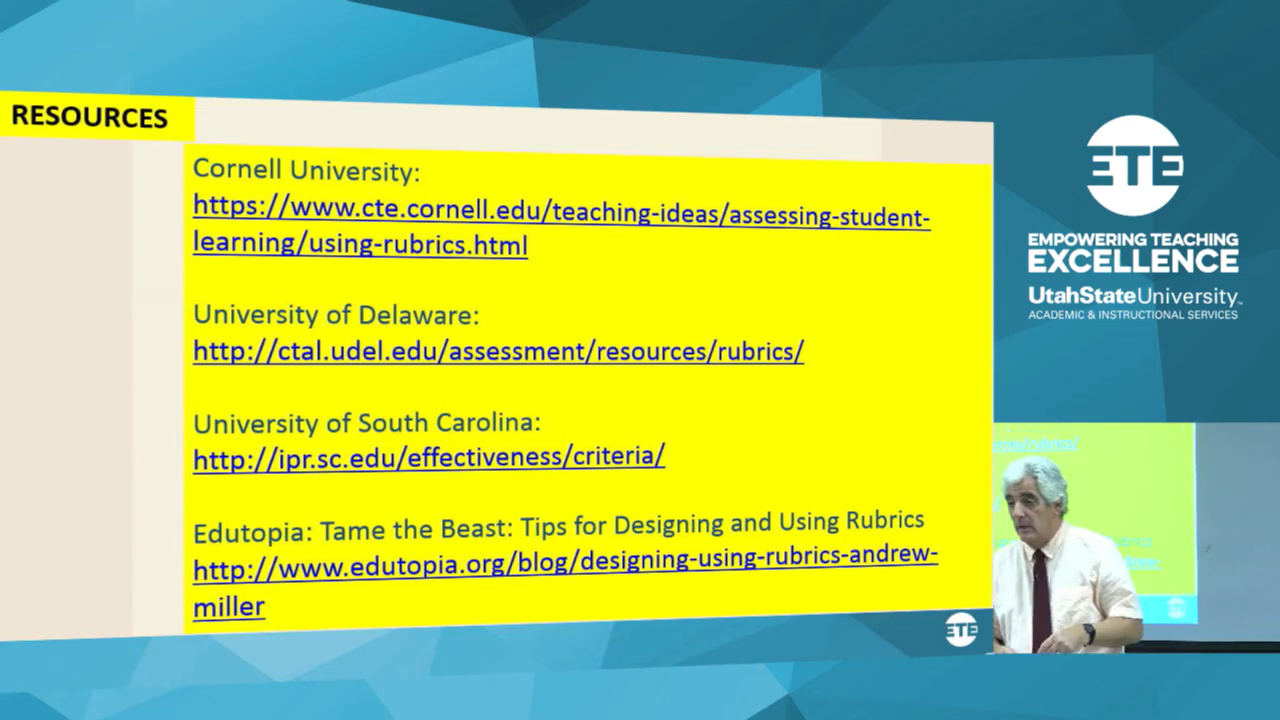 RESOURCES
Cornell University:
https://www.cte.cornell.edu/teaching-ideas/assessing-student-
learning/using-rubrics.html
University of Delaware:
http://ctal.udel.edu/assessment/resources/rubrics/
University of South Carolina:
http://ipr.sc.edu/effectiveness/criteria/
Edutopia: Tame the Beast: Tips for Designing and Using Rubrics
http://www.edutopia.org/blog/designing-using-rubrics-andrew-
miller
ETE
ETE
EMPOWERING TEACHING
EXCELLENCE
UtahStateUniversity™
ACADEMIC & INSTRUCTIONAL SERVICES